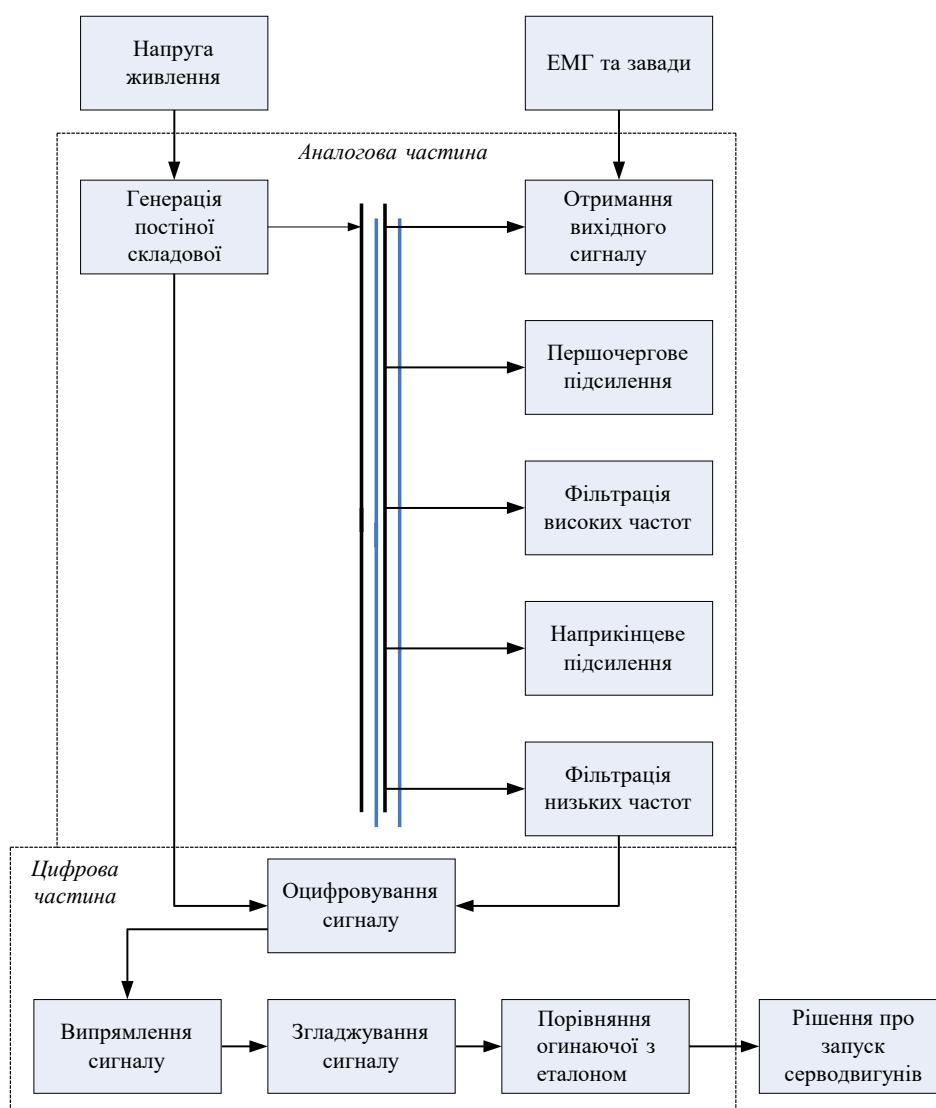 Напруга
живлення
ЕМГ та завади
Аналогова частина
Генерація
постіної
складової
Отримання
вихідного
сигналу
Першочергове
підсилення
Фільтрація
високих частот
Наприкінцеве
підсилення
Фільтрація
низьких частот
Цифрова
частина
Оцифровування
сигналу
Випрямлення
сигналу
Згладжування
сигналу
Порівняння
огинаючої з
еталоном
Рішення про
запуск
серводвигунів